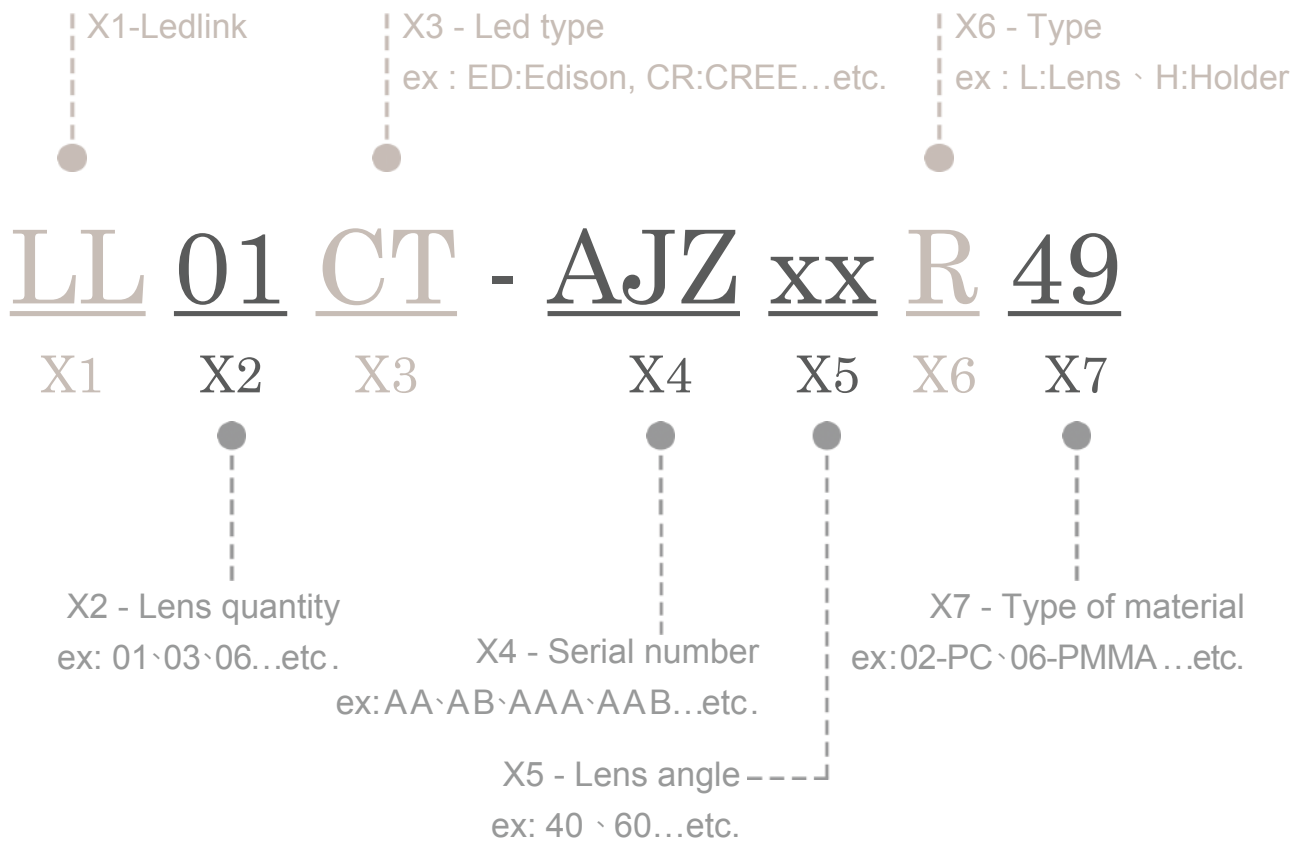 X1-Ledlink
X3 - Led type
ex : ED:Edison, CR:CREE...etc.
X6 - Type
ex : L:Lens、H:Holder
LL 01 CT - AJZ xx R 49
X1 X2 X3 X4 X5 X6 X7
X2 - Lens quantity
ex: 01、03、06...etc.
X4 - Serial number
ex:AA、AB、AAA、AAB...etc.
X7 - Type of material
ex:02-PC、06-PMMA...etc.
X5 - Lens angle
ex: 40、60...etc.